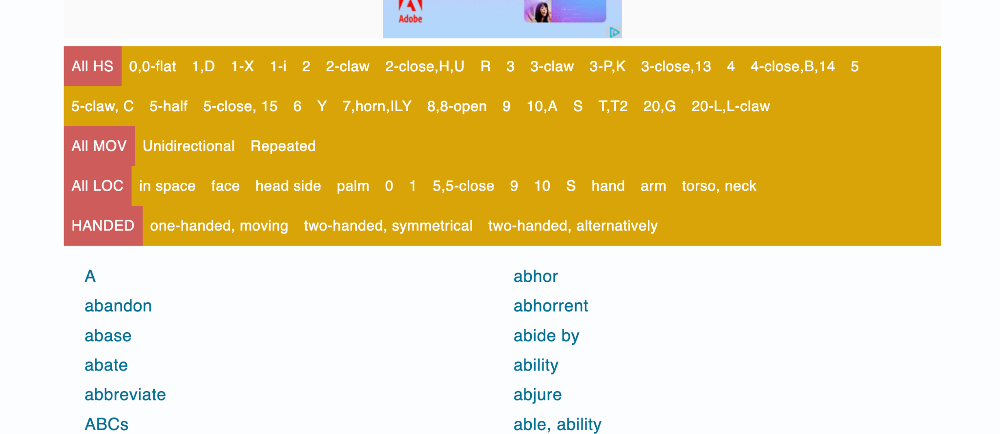 Adobe
All HS 0,0-flat 1,D 1-X 1-i 2 2-claw 2-close,H,U R 3 3-claw 3-P,K 3-close,13 4 4-close,B,14 5
5-claw, C 5-half 5-close, 15 6 Y 7,horn,ILY 8,8-open 9 10,A S T,T2 20,G 20-L,L-claw
All MOV Unidirectional Repeated
All LOC in space face head side palm 0 1 5,5-close 9 10 S hand arm torso, neck
HANDED one-handed, moving two-handed, symmetrical two-handed, alternatively
A
abandon
abase
abate
abbreviate
ABCs
abhor
abhorrent
abide by
ability
abjure
able, ability